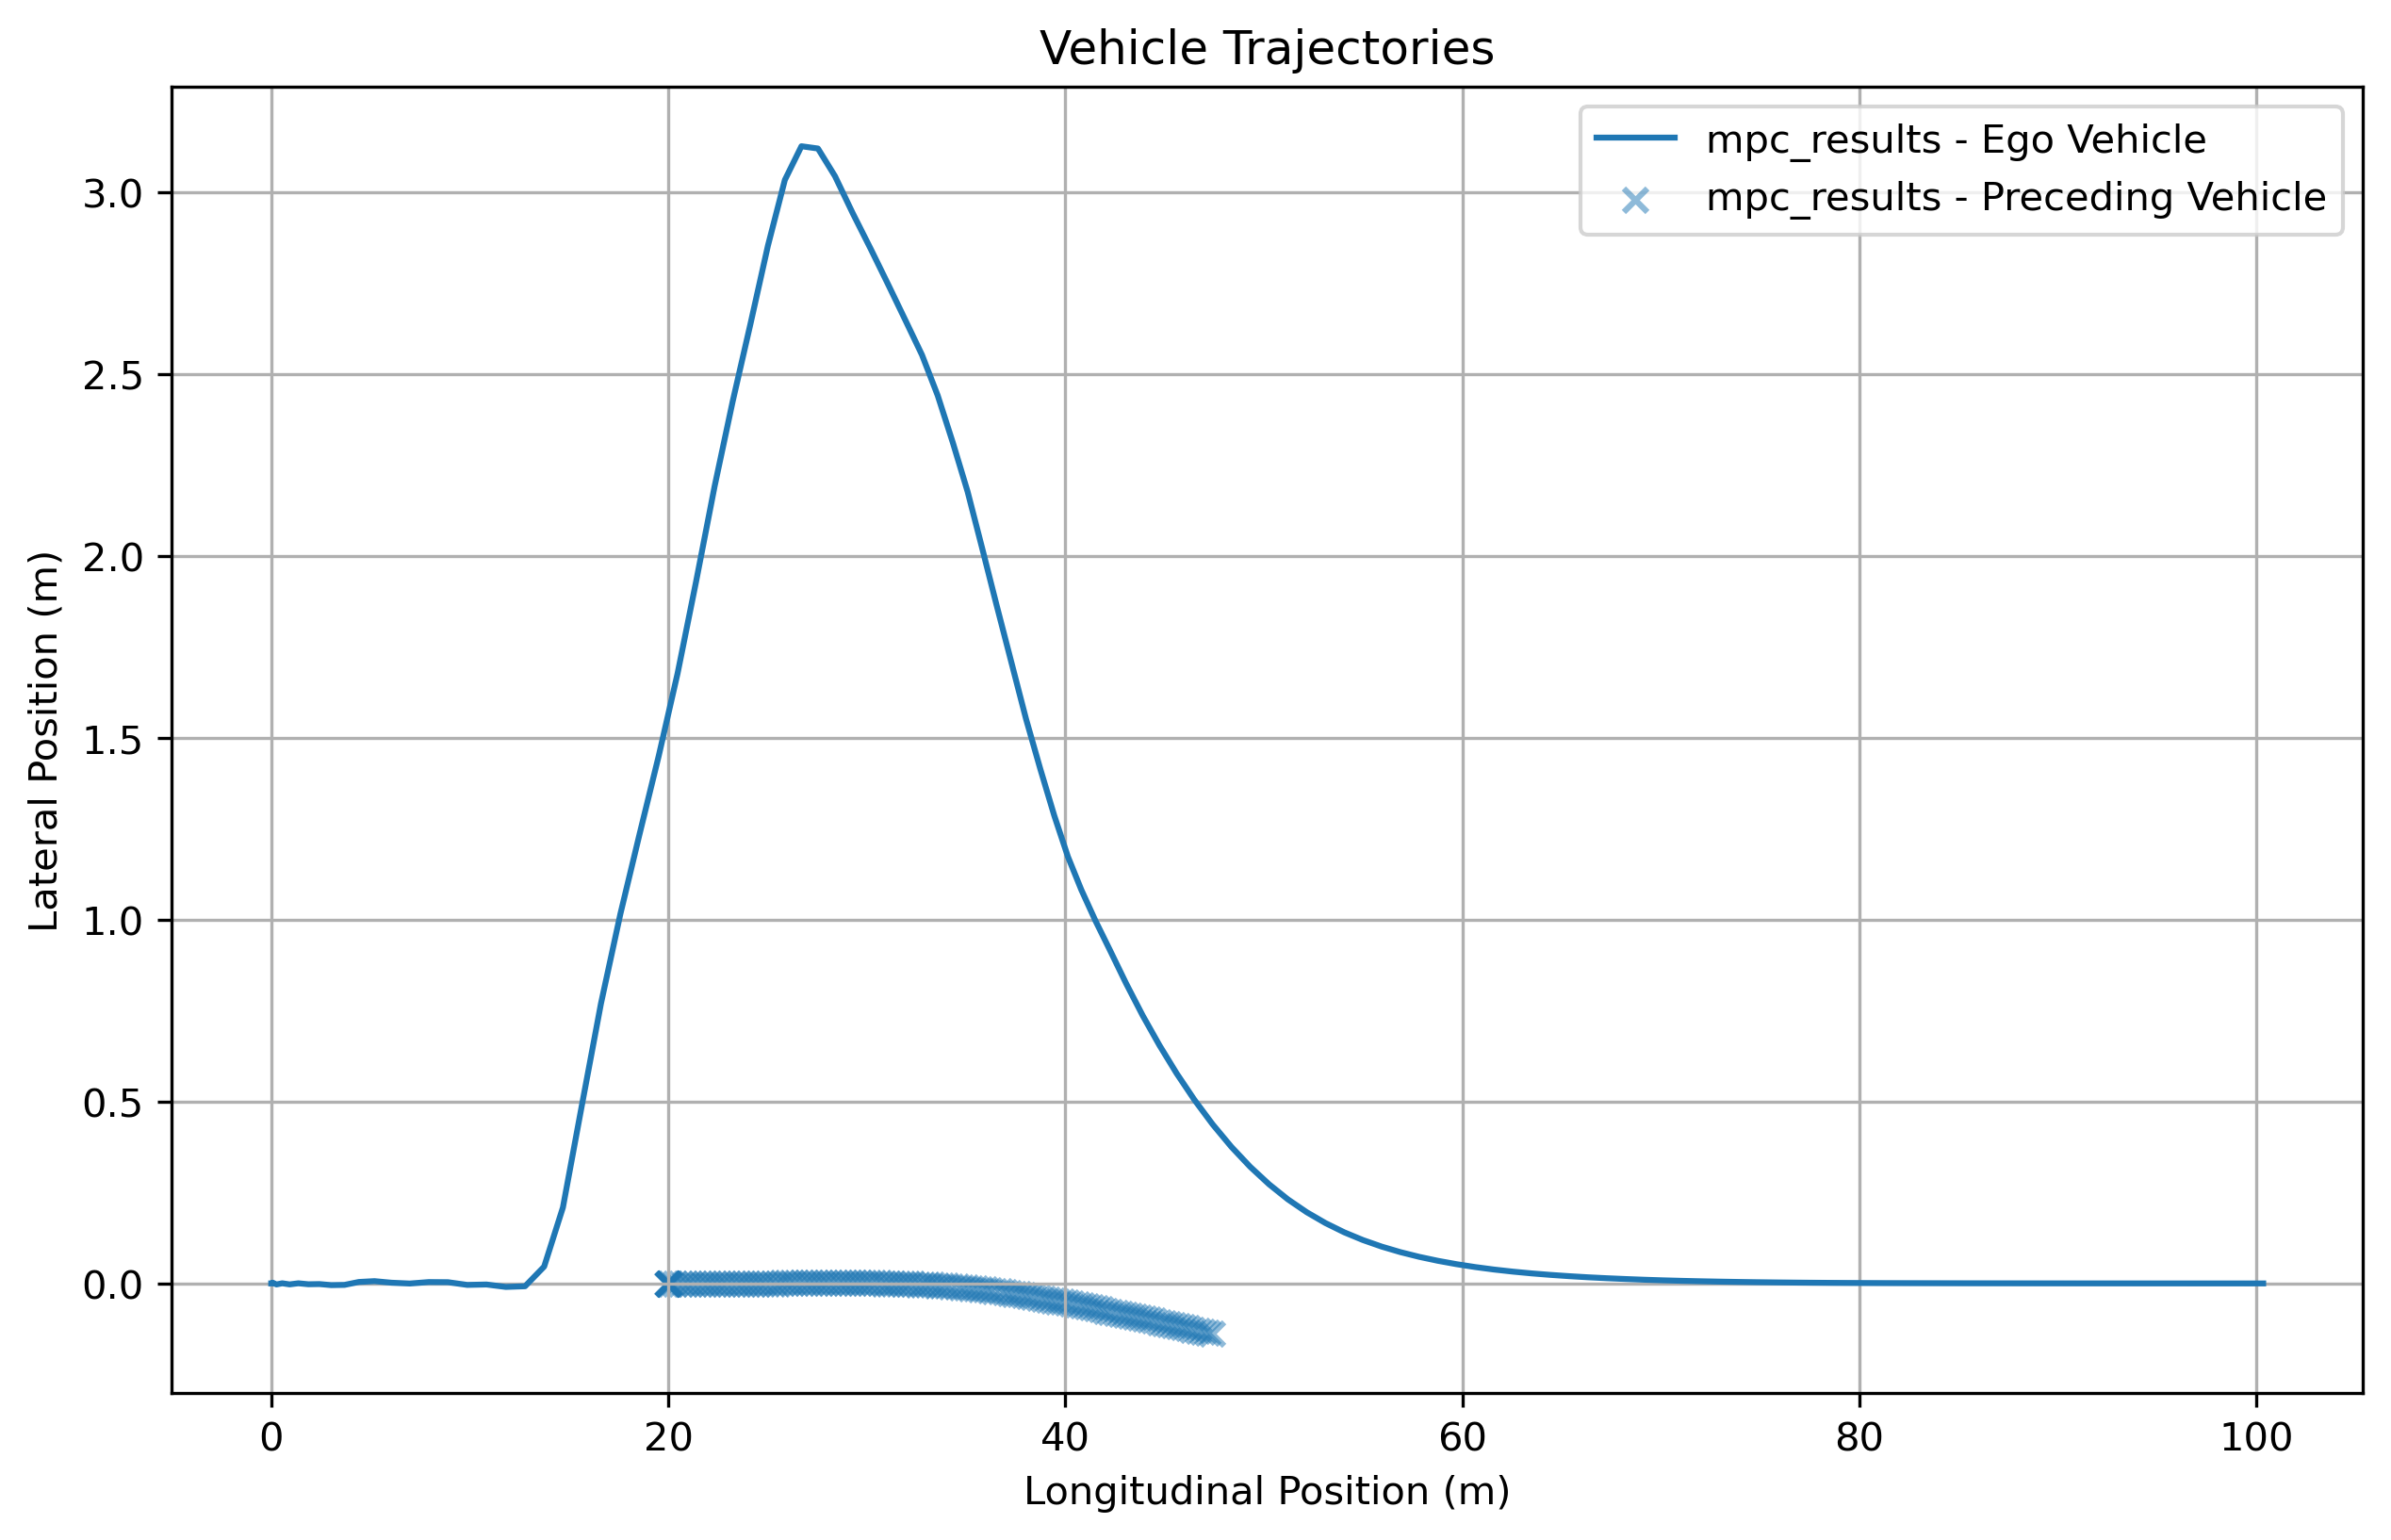 Vehicle Trajectories
mpc_results - Ego Vehicle
mpc_results - Preceding Vehicle
Lateral Position (m)
3.0
2.5
2.0
1.5
1.0
0.5
0.0
0 20 40 60 80 100
Longitudinal Position (m)